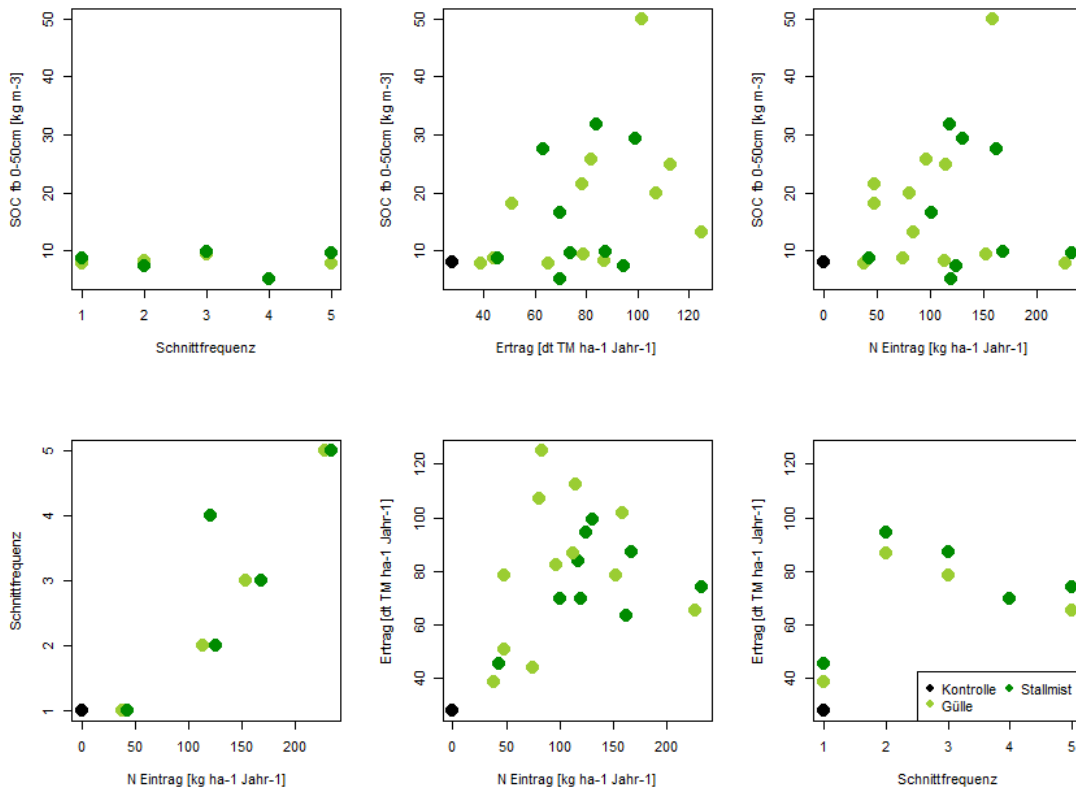 SOC fb 0-50cm [kg m-3]
50
40
30
20
10
1 2 3 4 5
Schnittfrequenz
SOC fb 0-50cm [kg m-3]
50
40
30
20
10
40 60 80 100 120
Ertrag [dt TM ha-1 Jahr-1]
SOC fb 0-50cm [kg m-3]
50
40
30
20
10
0 50 100 150 200
N Eintrag [kg ha-1 Jahr-1]
Schnittfrequenz
5
4
3
2
1
0 50 100 150 200
N Eintrag [kg ha-1 Jahr-1]
Ertrag [dt TM ha-1 Jahr-1]
120
100
80
60
40
0 50 100 150 200
N Eintrag [kg ha-1 Jahr-1]
Ertrag [dt TM ha-1 Jahr-1]
120
100
80
60
40
Kontrolle Stallmist
Gülle
1 2 3 4 5
Schnittfrequenz